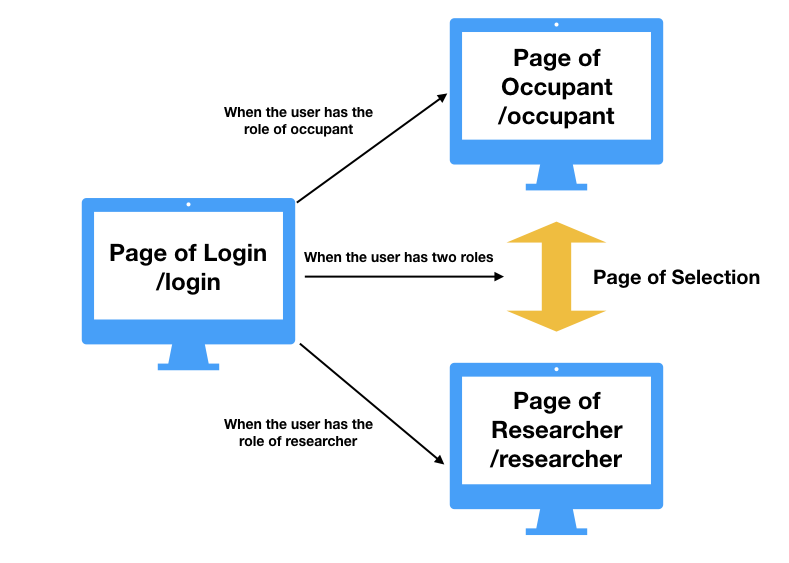 Page of
Occupant
/occupant
When the user has the
role of occupant
Page of Login
/login
When the user has two roles
Page of Selection
When the user has the
role of researcher
Page of
Researcher
/researcher